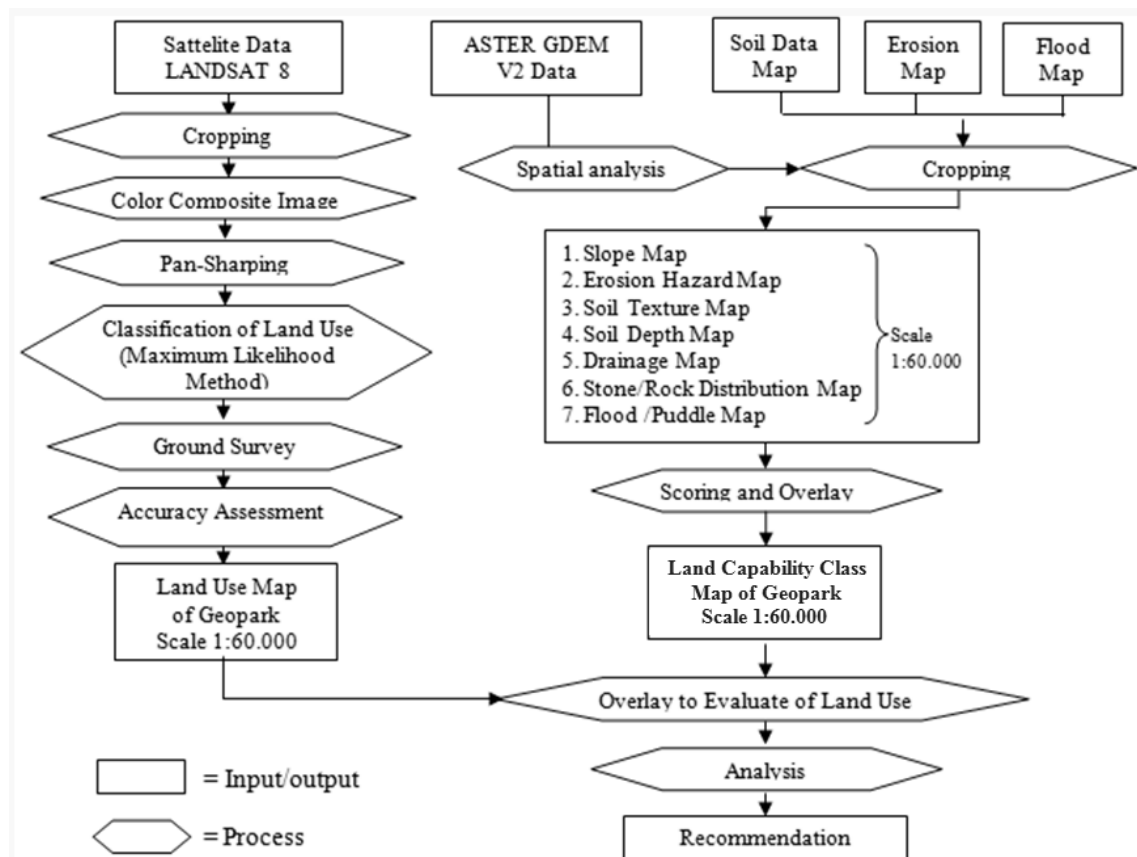 Sattelite Data
LANDSAT 8
Cropping
Color Composite Image
Pan-Sharping
Classification of Land Use
(Maximum Likelihood
Method)
Ground Survey
Accuracy Assessment
Land Use Map
of Geopark
Scale 1:60.000
ASTER GDEM
V2 Data
Spatial analysis
Soil Data
Map
Erosion
Map
Flood
Map
Cropping
1. Slope Map
2. Erosion Hazard Map
3. Soil Texture Map
4. Soil Depth Map
5. Drainage Map
6. Stone/Rock Distribution Map
7. Flood /Puddle Map
Scale
1:60.000
Scoring and Overlay
Land Capability Class
Map of Geopark
Scale 1:60.000
Overlay to Evaluate of Land Use
Analysis
Recommendation
= Input/output
= Process